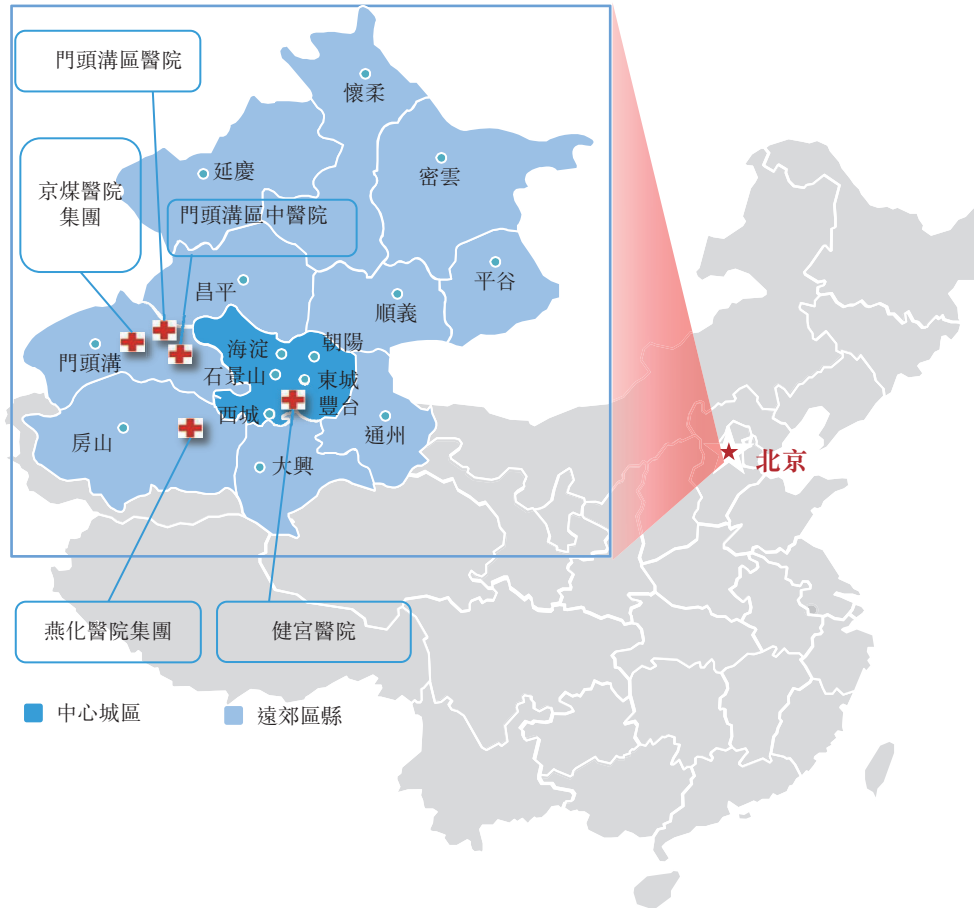 門頭溝區醫院
懷柔
延慶
密雲
京煤醫院
集團
門頭溝區中醫院
平谷
昌平
順義
朝陽
海淀
門頭溝
石景山
東城
豐台
西城
房山
通州
大興
北京
燕化醫院集團
健宮醫院
中心城區
遠郊區縣